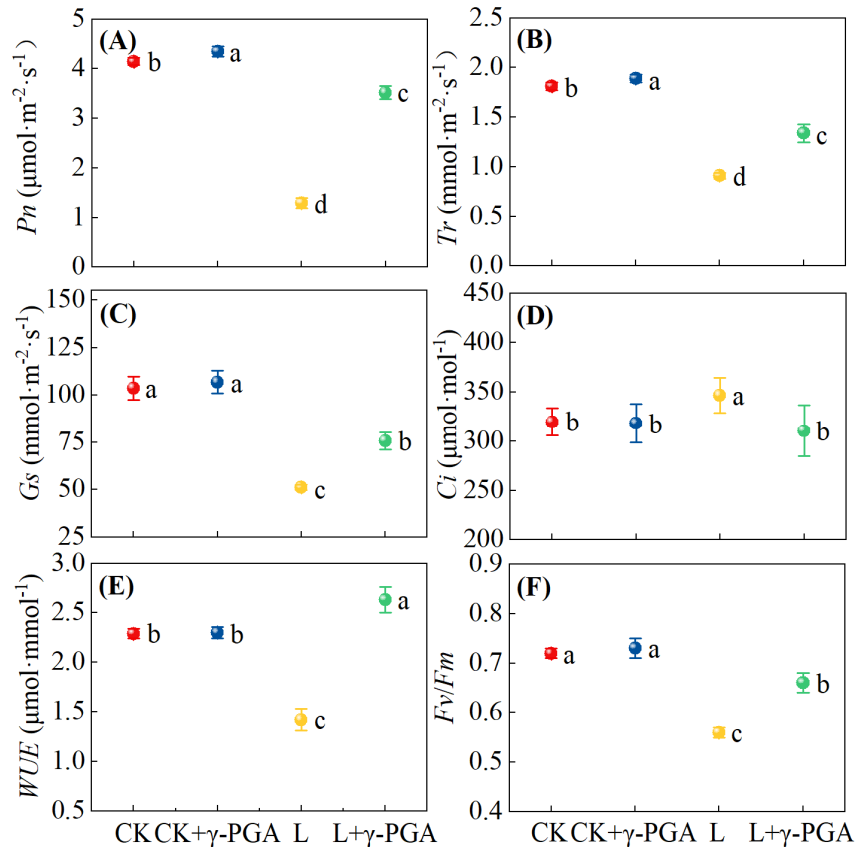 (A)
Pn (μmol·m⁻²·s⁻¹)
5
4
3
2
1
0
b
a
d
c
(B)
Tr (mmol·m⁻²·s⁻¹)
2.5
2.0
1.5
1.0
0.5
0.0
b
a
d
c
(C)
Gs (mmol·m⁻²·s⁻¹)
150
125
100
75
50
25
a
a
c
b
(D)
Ci (μmol·mol⁻¹)
450
400
350
300
250
200
b
b
a
b
(E)
WUE (μmol·mmol⁻¹)
3.0
2.5
2.0
1.5
1.0
0.5
b
b
c
a
CK CK+γ-PGA L L+γ-PGA
(F)
Fv/Fm
0.9
0.8
0.7
0.6
0.5
0.4
a
a
c
b
CK CK+γ-PGA L L+γ-PGA